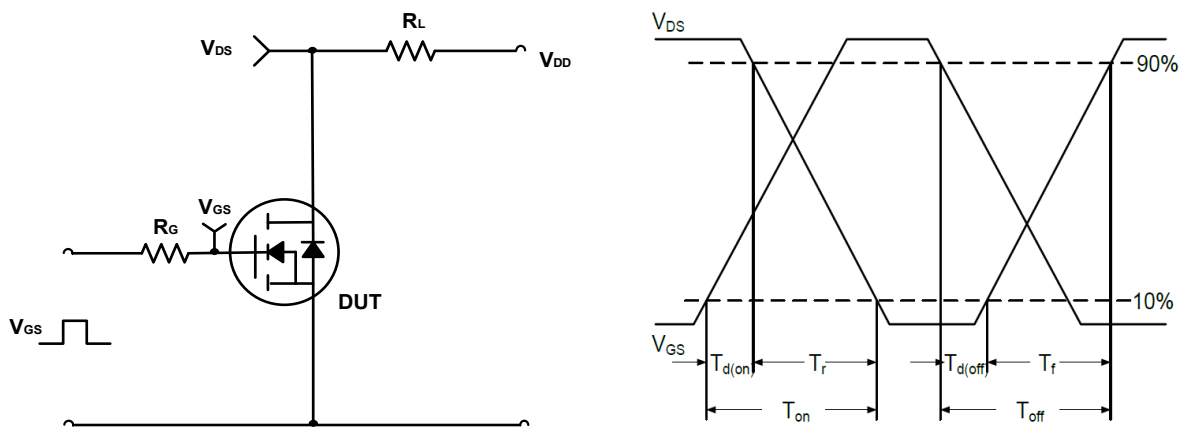 RL
VDS
VDD
VGS
RG
DUT
VGS
VDS
90%
10%
VGS
Td(on)
Tr
Td(off)
Tf
Ton
Toff